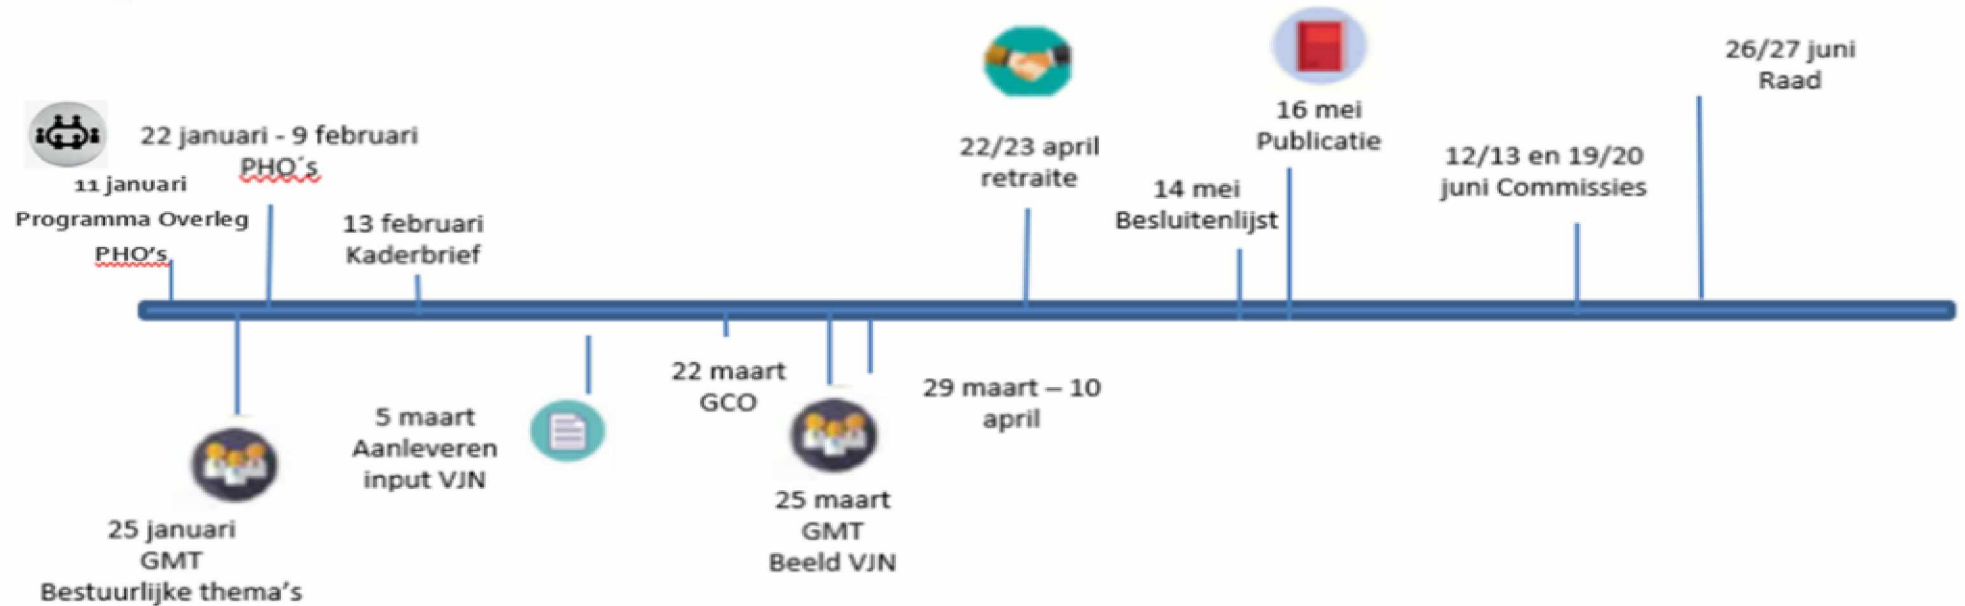 11 januari
Programma Overleg
PHO's
22 januari - 9 februari
PHO´s
13 februari
Kaderbrief
22/23 april
retraite
14 mei
Besluitenlijst
16 mei
Publicatie
12/13 en 19/20
juni Commissies
26/27 juni
Raad
25 januari
GMT
Bestuurlijke thema's
5 maart
Aanleveren
input VJN
22 maart
GCO
25 maart
GMT
Beeld VJN
29 maart – 10
april